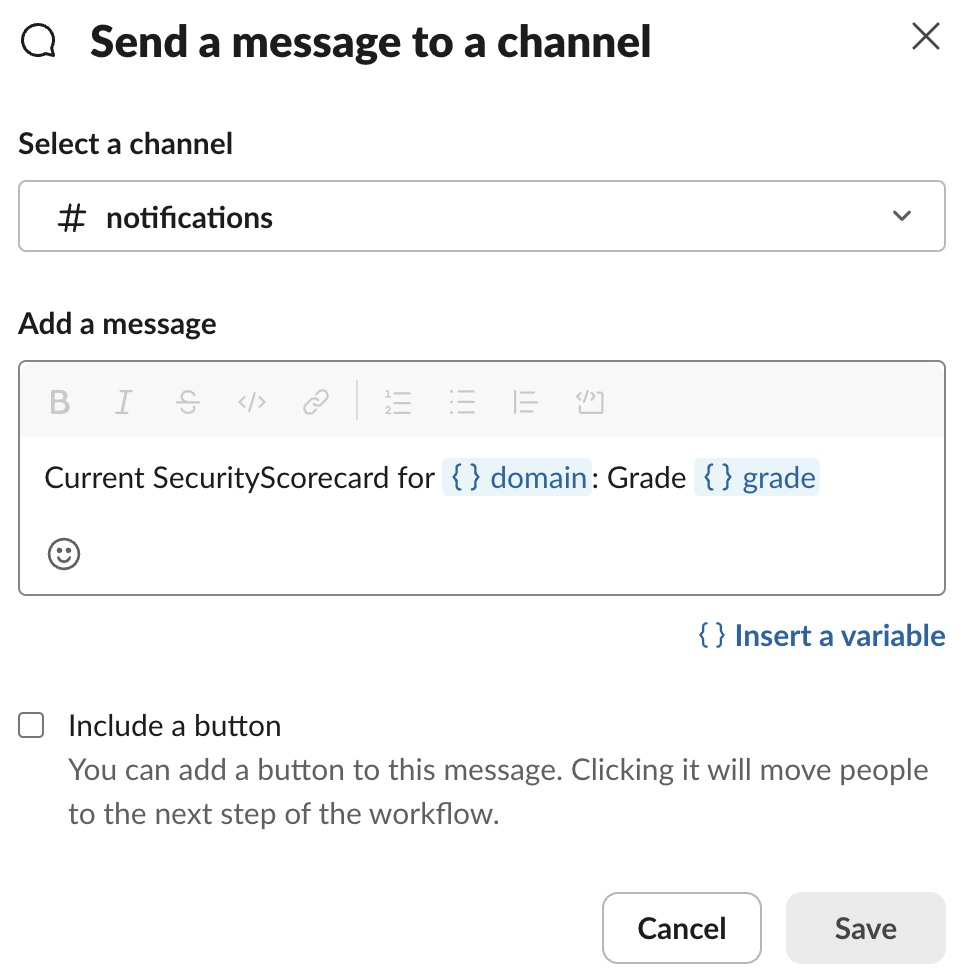 Send a message to a channel
Select a channel
# notifications
Add a message
B I S </>
Current SecurityScorecard for {} domain: Grade {} grade
{} Insert a variable
Include a button
You can add a button to this message. Clicking it will move people
to the next step of the workflow.
Cancel Save